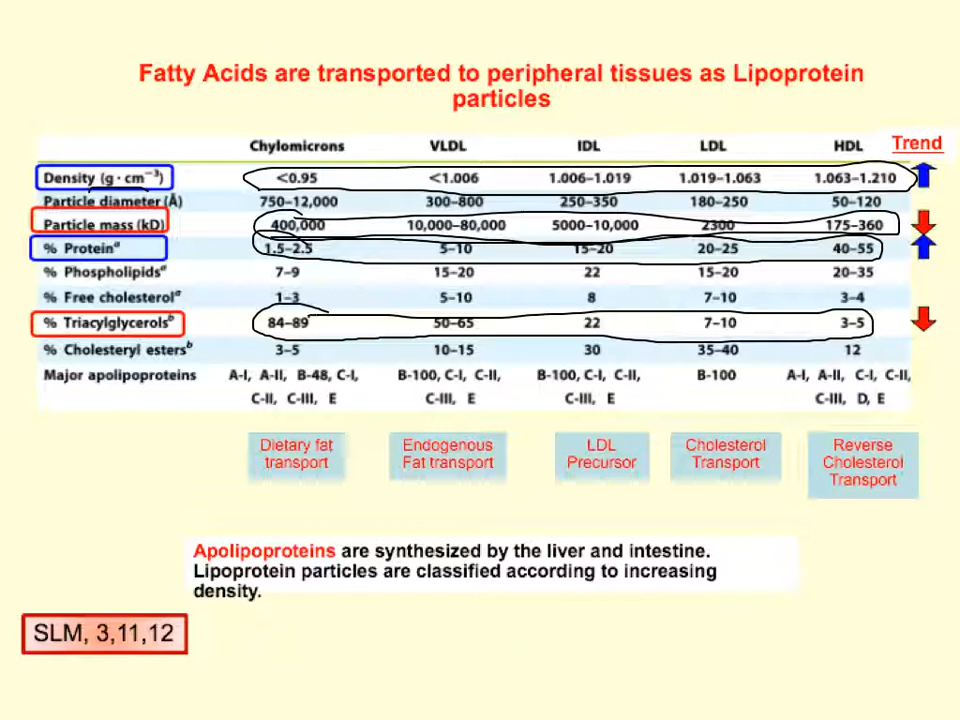 Fatty Acids are transported to peripheral tissues as Lipoprotein
particles
Chylomicrons VLDL IDL LDL HDL Trend
Density (g · cm⁻³) <0.95 <1.006 1.006–1.019 1.019–1.063 1.063–1.210
Particle diameter (Å) 750–12,000 300–800 250–350 180–250 50–120
Particle mass (kD) 400,000 10,000–80,000 5000–10,000 2300 175–360
% Proteinᵃ 1.5–2.5 5–10 15–20 20–25 40–55
% Phospholipidsᵃ 7–9 15–20 22 15–20 20–35
% Free cholesterolᵃ 1–3 5–10 8 7–10 3–4
% Triacylglycerolsᵇ 84–89 50–65 22 7–10 3–5
% Cholesteryl estersᵇ 3–5 10–15 30 35–40 12
Major apolipoproteins A-I, A-II, B-48, C-I, B-100, C-I, C-II, B-100, C-I, C-II, B-100 A-I, A-II, C-I, C-II,
C-II, C-III, E C-III, E C-III, E C-III, D, E
Dietary fat Endogenous LDL Cholesterol Reverse
transport Fat transport Precursor Transport Cholesterol
Transport
Apolipoproteins are synthesized by the liver and intestine.
Lipoprotein particles are classified according to increasing
density.
SLM, 3,11,12